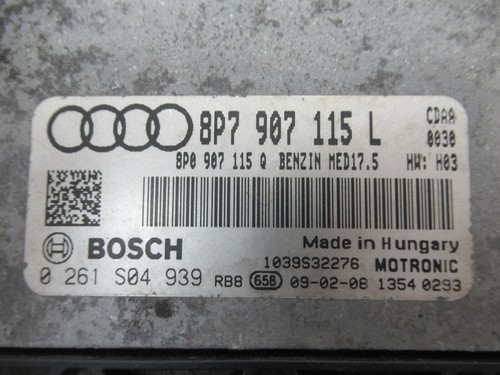 8P7 907 115 L CDAA
8P0 907 115 Q BENZIN MED17.5 0030
HW: H03
BOSCH
Made in Hungary
1039S32276 MOTRONIC
0 261 S04 939 RB8 658 09-02-08 1354 0293